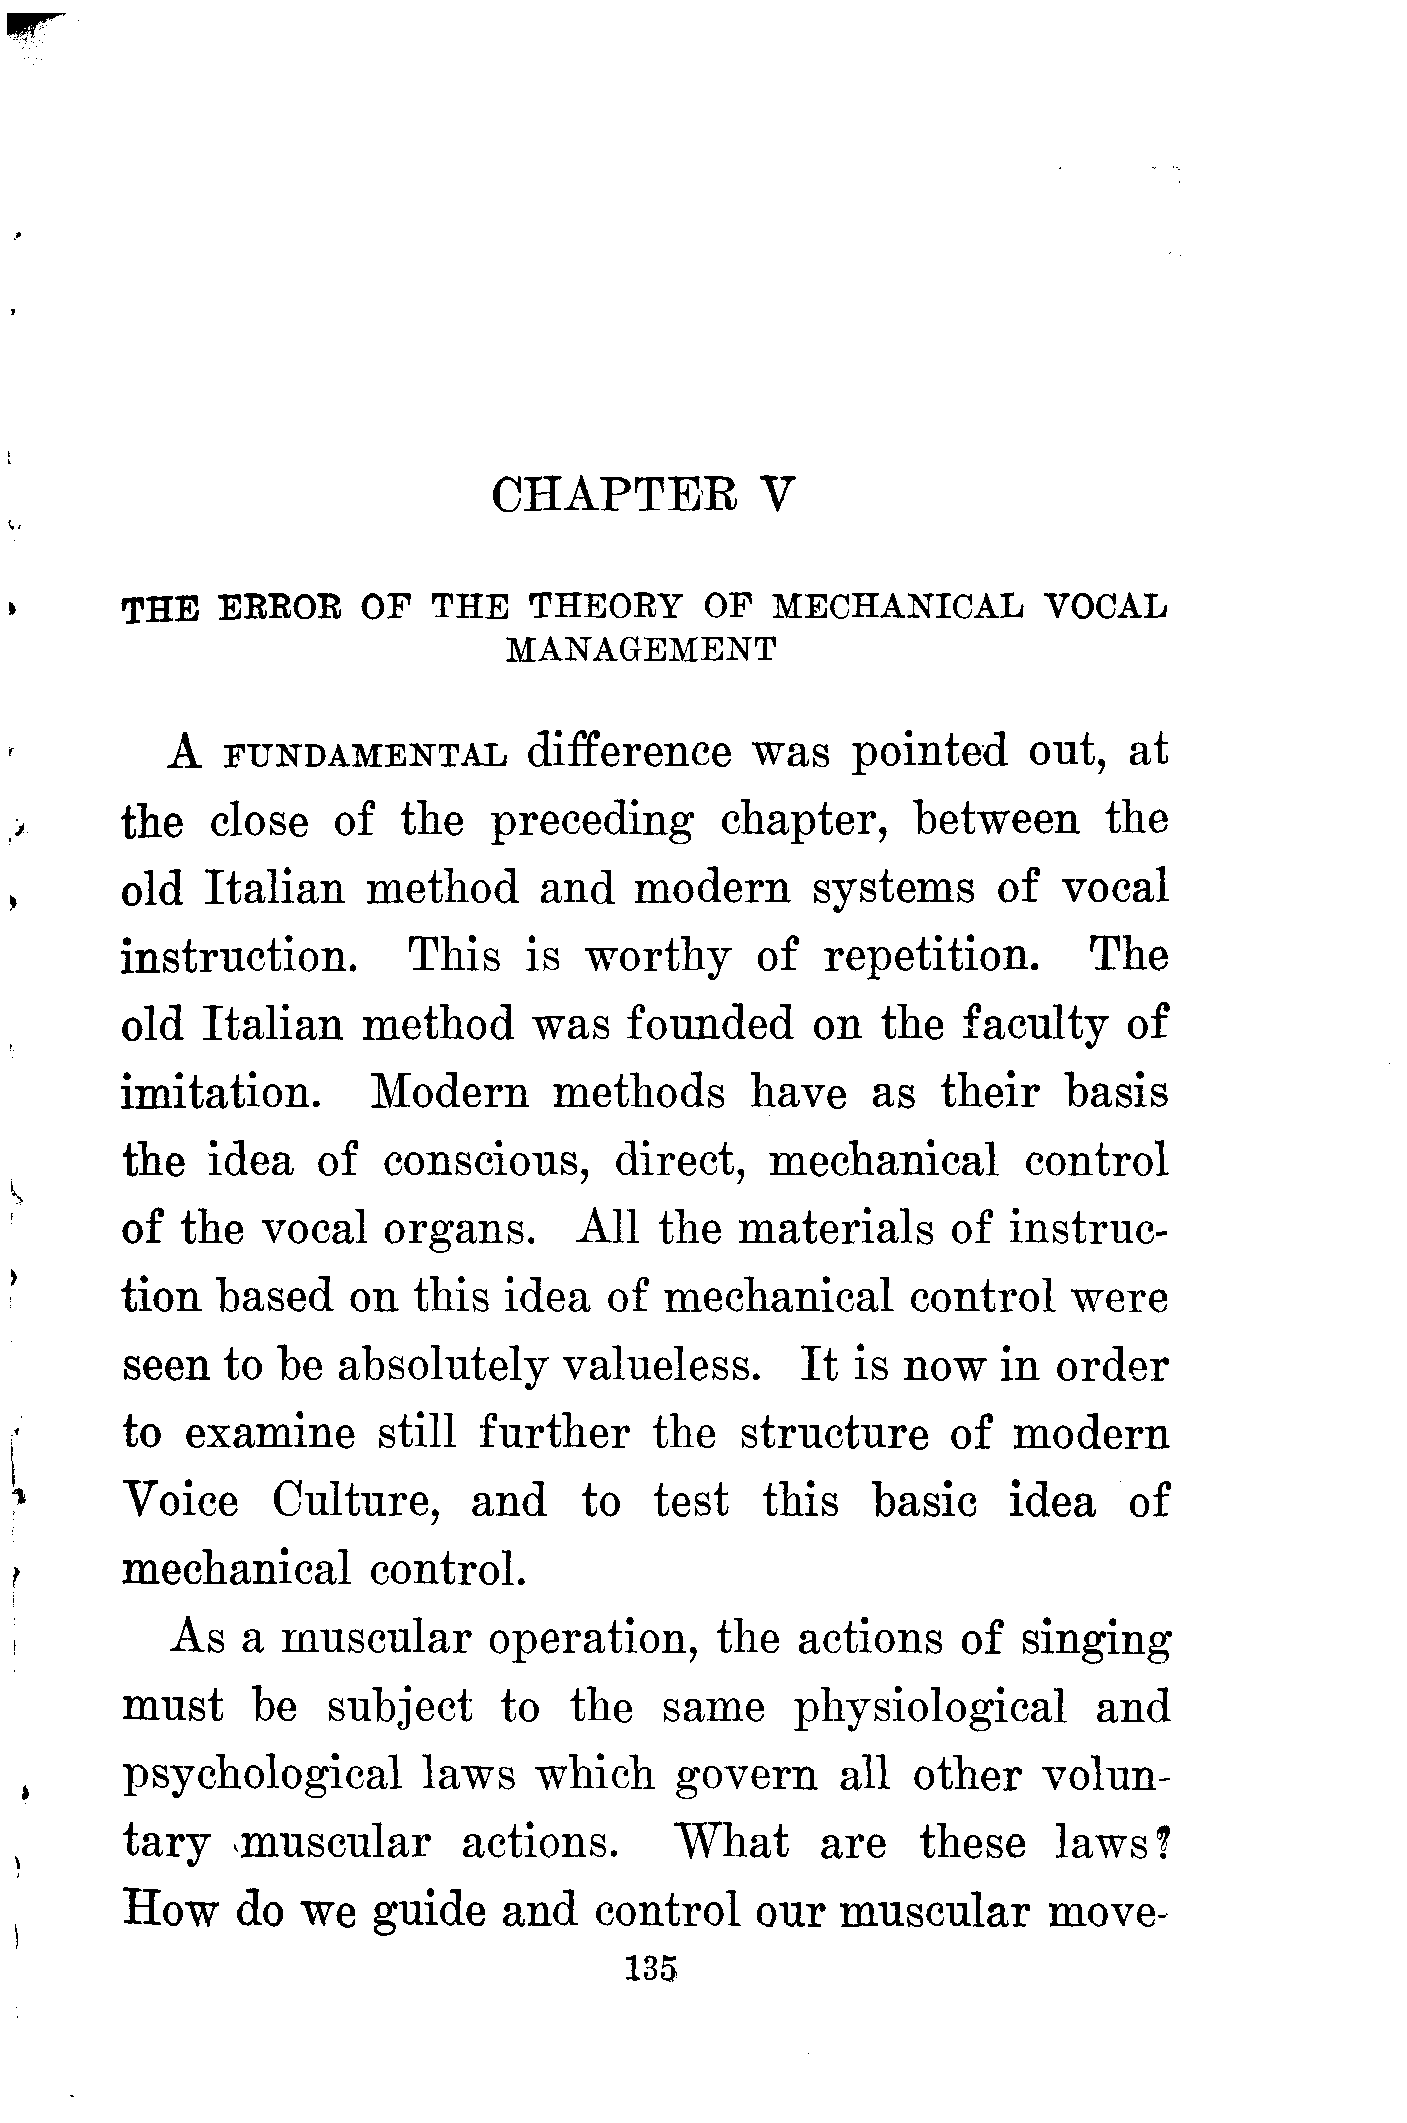 CHAPTER V
THE ERROR OF THE THEORY OF MECHANICAL VOCAL
MANAGEMENT
A FUNDAMENTAL difference was pointed out, at
the close of the preceding chapter, between the
old Italian method and modern systems of vocal
instruction. This is worthy of repetition. The
old Italian method was founded on the faculty of
imitation. Modern methods have as their basis
the idea of conscious, direct, mechanical control
of the vocal organs. All the materials of instruc-
tion based on this idea of mechanical control were
seen to be absolutely valueless. It is now in order
to examine still further the structure of modern
Voice Culture, and to test this basic idea of
mechanical control.
As a muscular operation, the actions of singing
must be subject to the same physiological and
psychological laws which govern all other volun-
tary muscular actions. What are these laws?
How do we guide and control our muscular move-
135